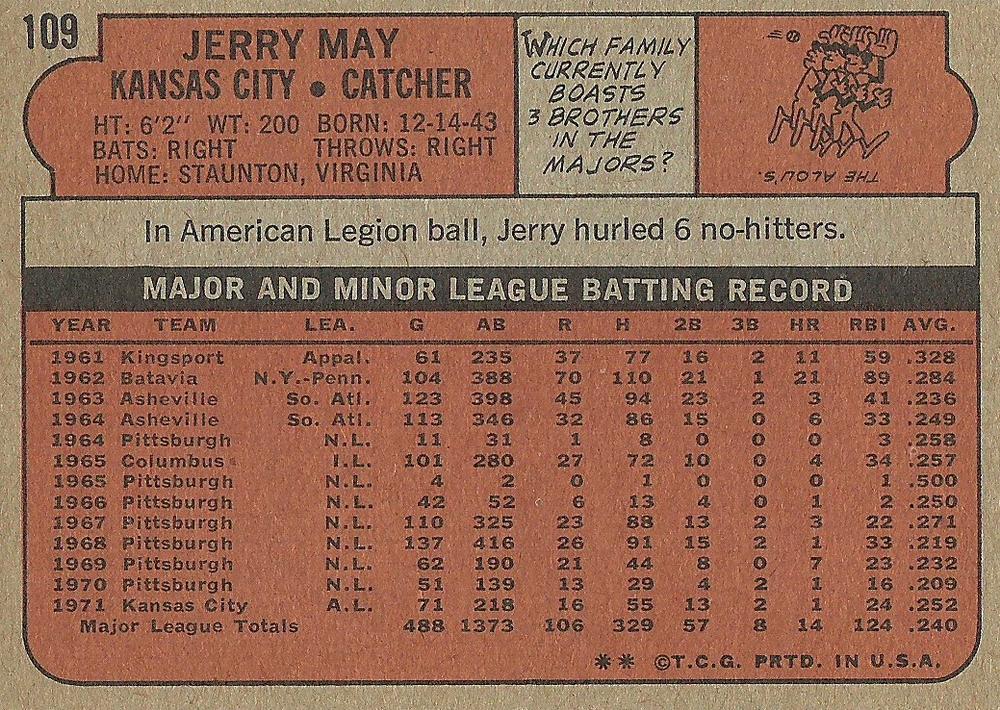 109
JERRY MAY
KANSAS CITY • CATCHER
HT: 6'2" WT: 200 BORN: 12-14-43
BATS: RIGHT THROWS: RIGHT
HOME: STAUNTON, VIRGINIA
WHICH FAMILY
CURRENTLY
BOASTS
3 BROTHERS
IN THE
MAJORS?
THE ALOU'S.
In American Legion ball, Jerry hurled 6 no-hitters.
MAJOR AND MINOR LEAGUE BATTING RECORD
YEAR TEAM LEA. G AB R H 2B 3B HR RBI AVG.
1961 Kingsport Appal. 61 235 37 77 16 2 11 59 .328
1962 Batavia N.Y.-Penn. 104 388 70 110 21 1 21 89 .284
1963 Asheville So. Atl. 123 398 45 94 23 2 3 41 .236
1964 Asheville So. Atl. 113 346 32 86 15 0 6 33 .249
1964 Pittsburgh N.L. 11 31 1 8 0 0 0 3 .258
1965 Columbus I.L. 101 280 27 72 10 0 4 34 .257
1965 Pittsburgh N.L. 4 2 0 1 0 0 0 1 .500
1966 Pittsburgh N.L. 42 52 6 13 4 0 1 2 .250
1967 Pittsburgh N.L. 110 325 23 88 13 2 3 22 .271
1968 Pittsburgh N.L. 137 416 26 91 15 2 1 33 .219
1969 Pittsburgh N.L. 62 190 21 44 8 0 7 23 .232
1970 Pittsburgh N.L. 51 139 13 29 4 2 1 16 .209
1971 Kansas City A.L. 71 218 16 55 13 2 1 24 .252
Major League Totals 488 1373 106 329 57 8 14 124 .240
** ©T.C.G. PRTD. IN U.S.A.